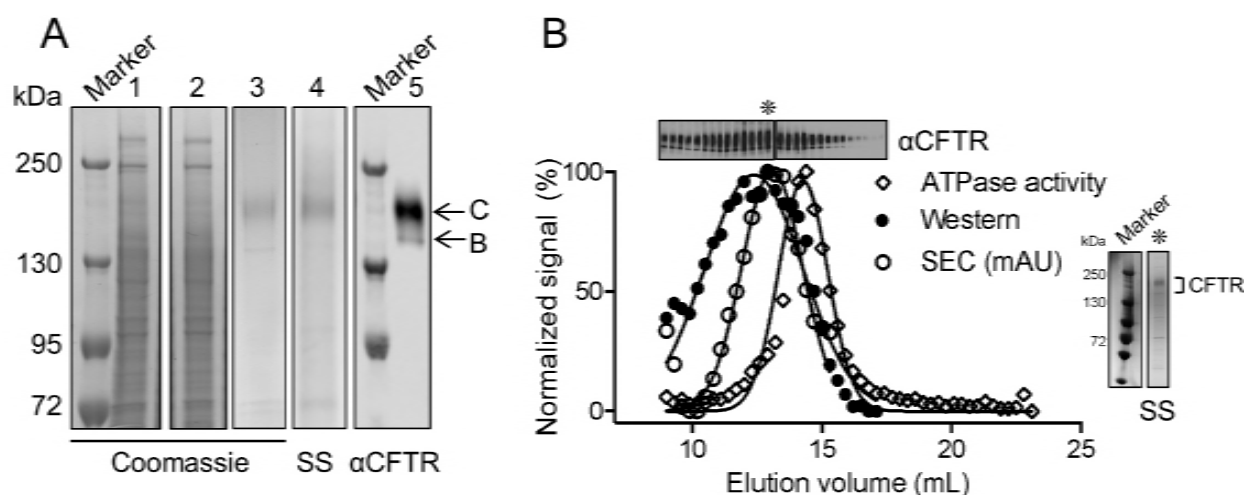 A
Marker 1 2 3 4 Marker 5
kDa
250
130
95
72
C
B
Coomassie SS αCFTR
B
*
αCFTR
100
50
0
Normalized signal (%)
ATPase activity
Western
SEC (mAU)
10 15 20 25
Elution volume (mL)
Marker *
kDa
250
130
72
CFTR
SS